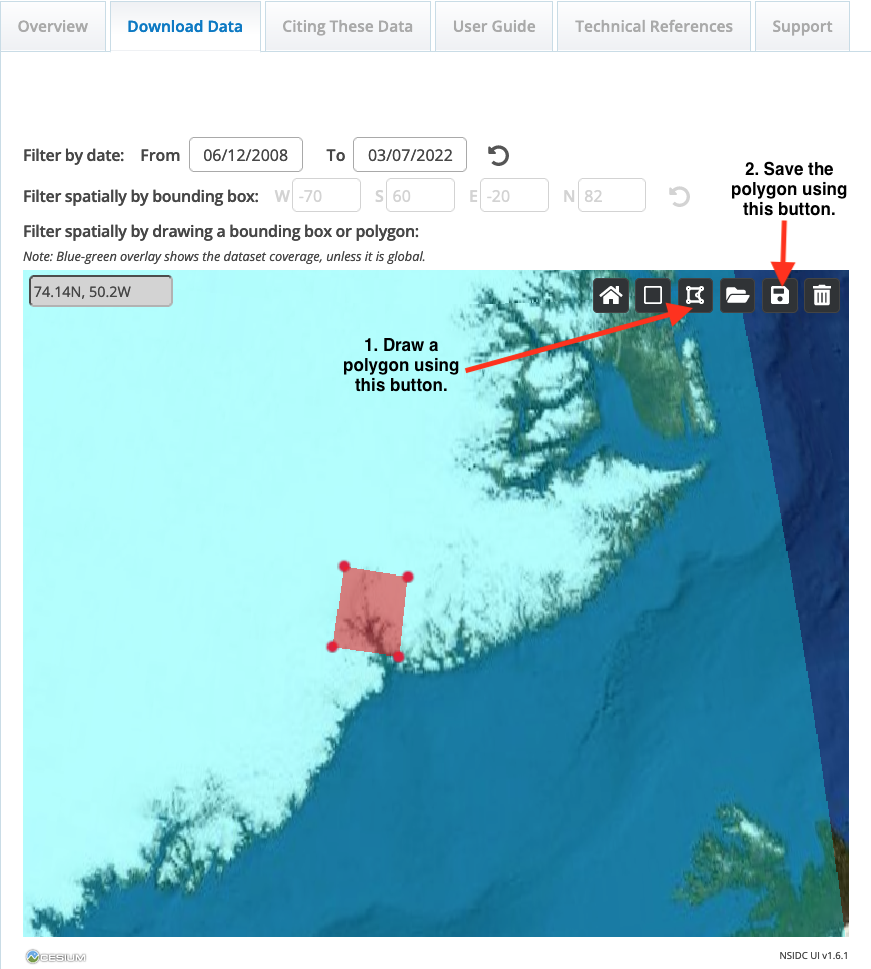 Overview Download Data Citing These Data User Guide Technical References Support
Filter by date: From 06/12/2008 To 03/07/2022
2. Save the
polygon using
this button.
Filter spatially by bounding box: W -70 S 60 E -20 N 82
Filter spatially by drawing a bounding box or polygon:
Note: Blue-green overlay shows the dataset coverage, unless it is global.
74.14N, 50.2W
1. Draw a
polygon using
this button.
CESIUM
NSIDC UI v1.6.1